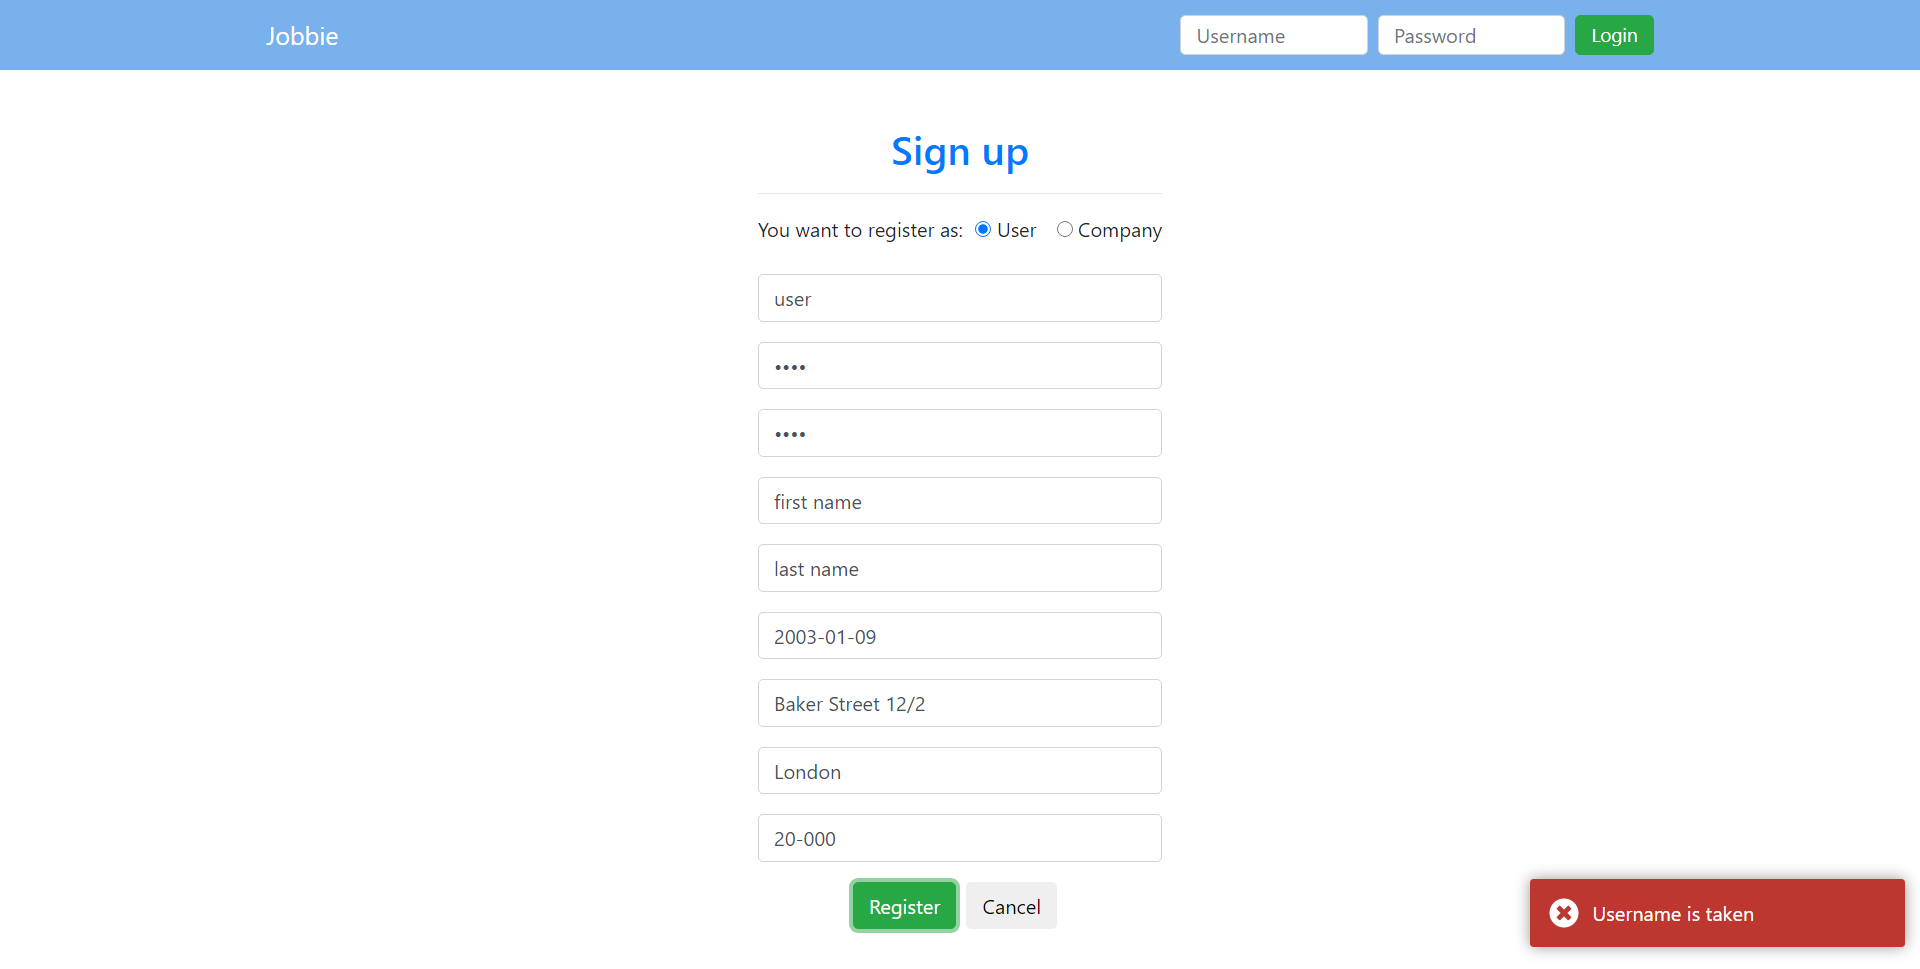 Jobbie
Username
Password
Login
Sign up
You want to register as: User Company
user
••••
••••
first name
last name
2003-01-09
Baker Street 12/2
London
20-000
Register
Cancel
Username is taken